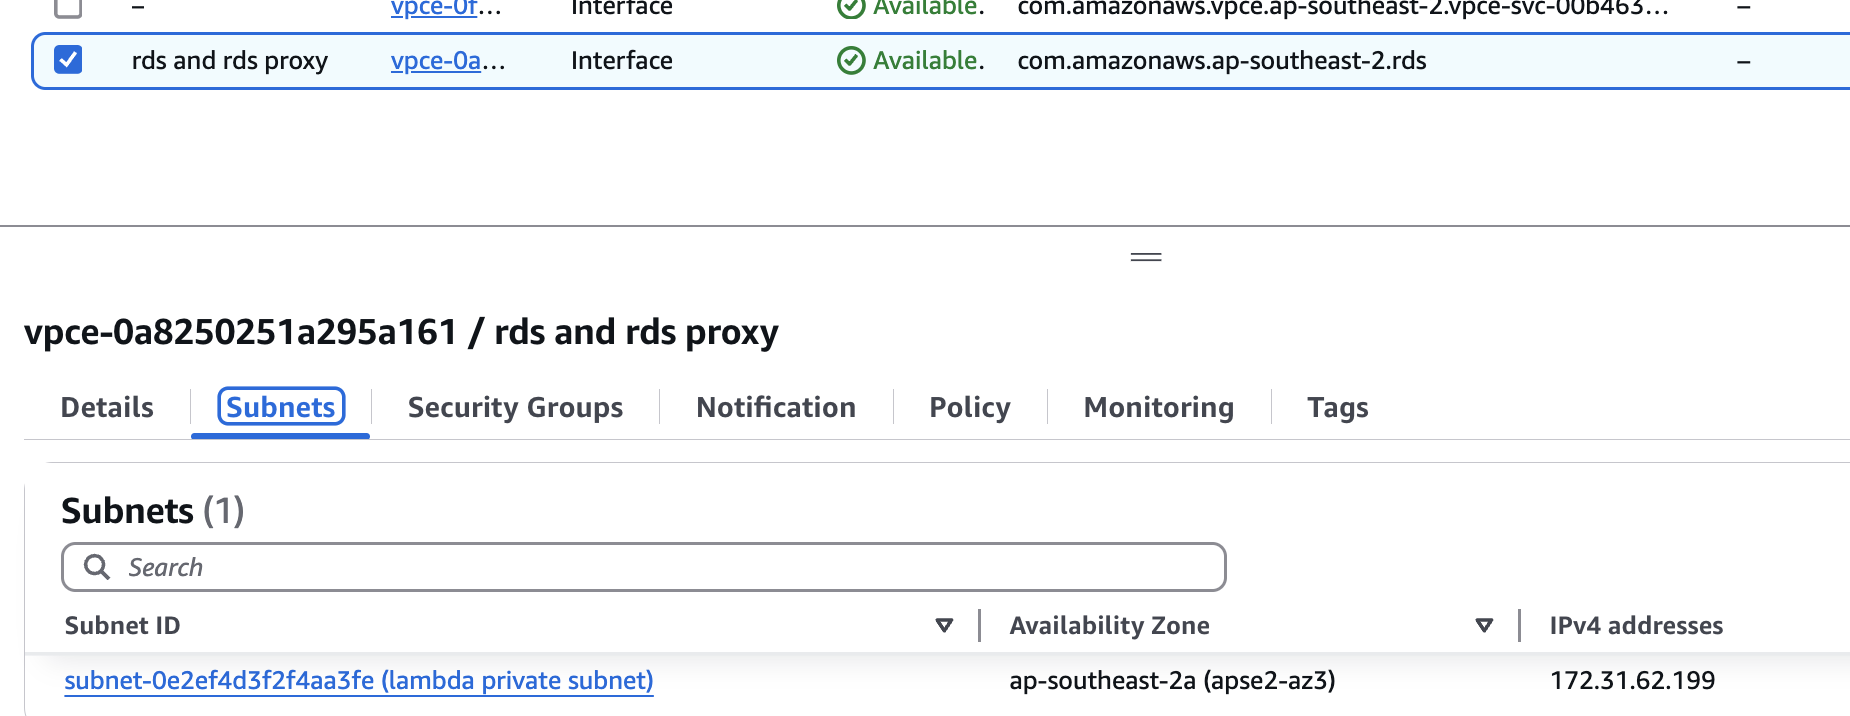 – vpce-0f... Interface Available. com.amazonaws.vpce.ap-southeast-2.vpce-svc-00b463... –
rds and rds proxy vpce-0a... Interface Available. com.amazonaws.ap-southeast-2.rds –
vpce-0a8250251a295a161 / rds and rds proxy
Details Subnets Security Groups Notification Policy Monitoring Tags
Subnets (1)
Search
Subnet ID Availability Zone IPv4 addresses
subnet-0e2ef4d3f2f4aa3fe (lambda private subnet) ap-southeast-2a (apse2-az3) 172.31.62.199